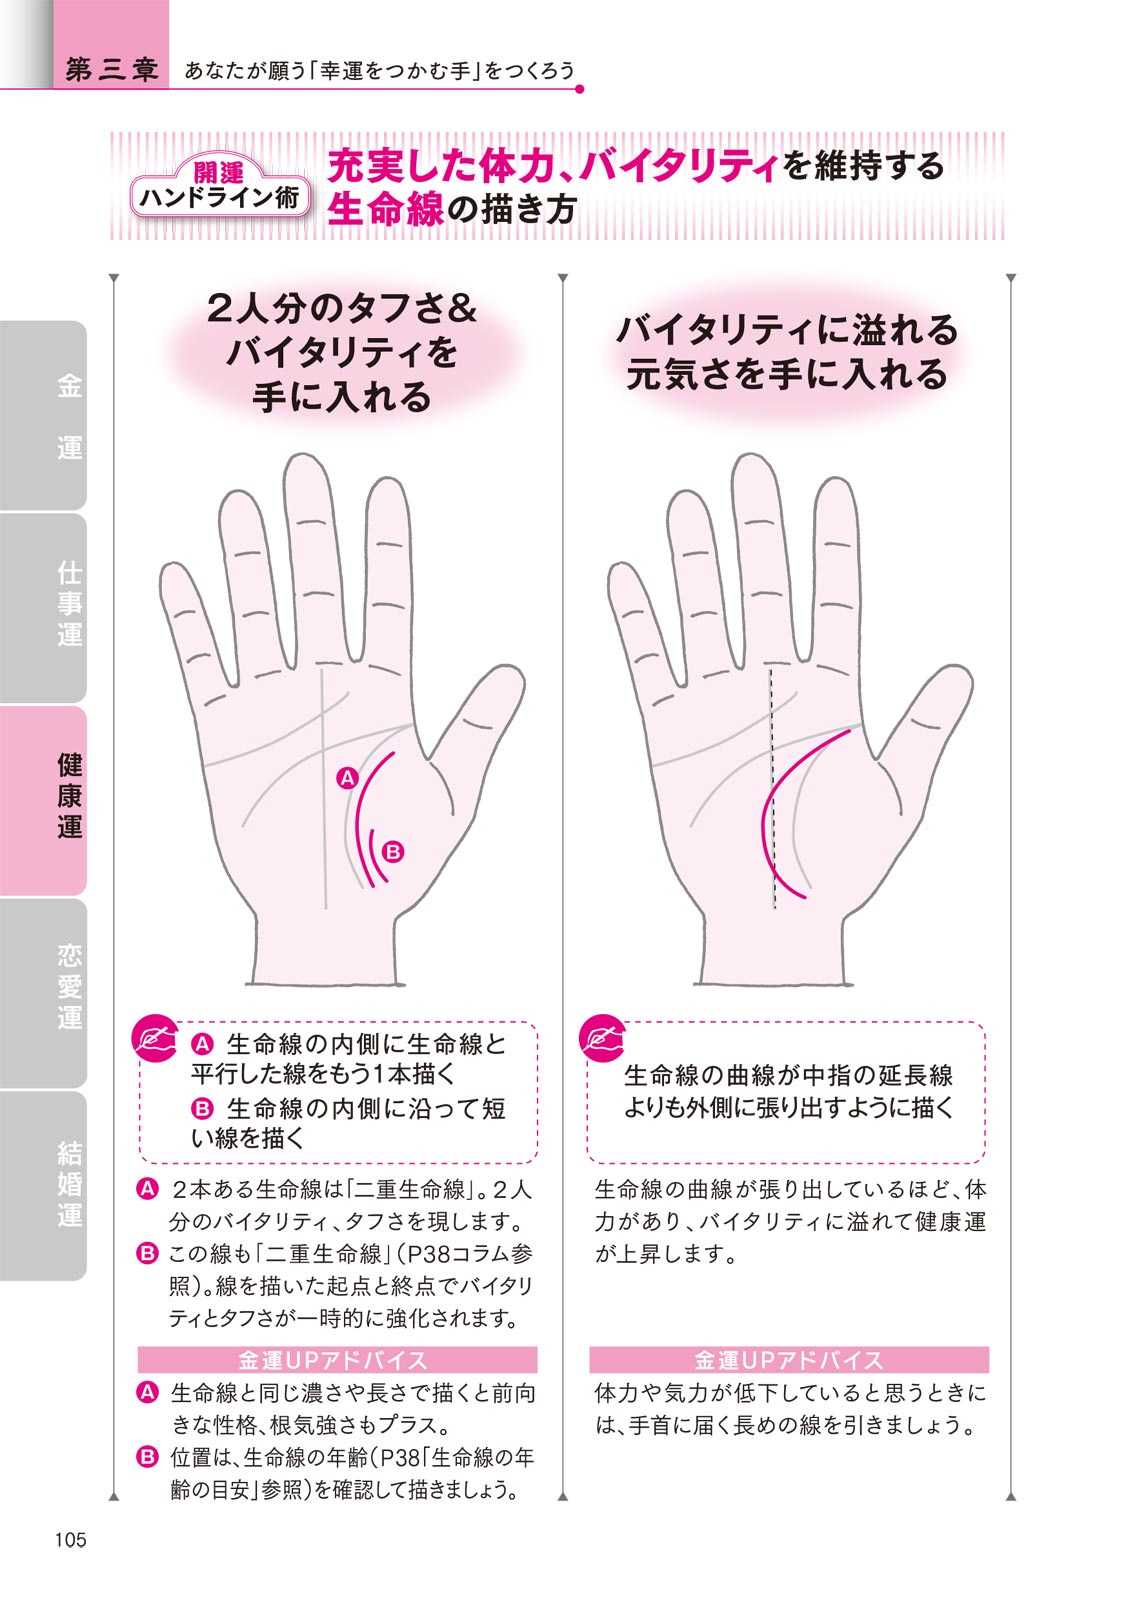 第三章 あなたが願う「幸運をつかむ手」をつくろう
開運
ハンドライン術
充実した体力、バイタリティを維持する
生命線の描き方
金運
仕事運
健康運
恋愛運
結婚運
2人分のタフさ&
バイタリティを
手に入れる
A
B
A 生命線の内側に生命線と
平行した線をもう1本描く
B 生命線の内側に沿って短
い線を描く
A 2本ある生命線は「二重生命線」。2人
分のバイタリティ、タフさを現します。
B この線も「二重生命線」(P38コラム参
照)。線を描いた起点と終点でバイタリ
ティとタフさが一時的に強化されます。
金運UPアドバイス
A 生命線と同じ濃さや長さで描くと前向
きな性格、根気強さもプラス。
B 位置は、生命線の年齢(P38「生命線の年
齢の目安」参照)を確認して描きましょう。
バイタリティに溢れる
元気さを手に入れる
生命線の曲線が中指の延長線
よりも外側に張り出すように描く
生命線の曲線が張り出しているほど、体
力があり、バイタリティに溢れて健康運
が上昇します。
金運UPアドバイス
体力や気力が低下していると思うときに
は、手首に届く長めの線を引きましょう。
105